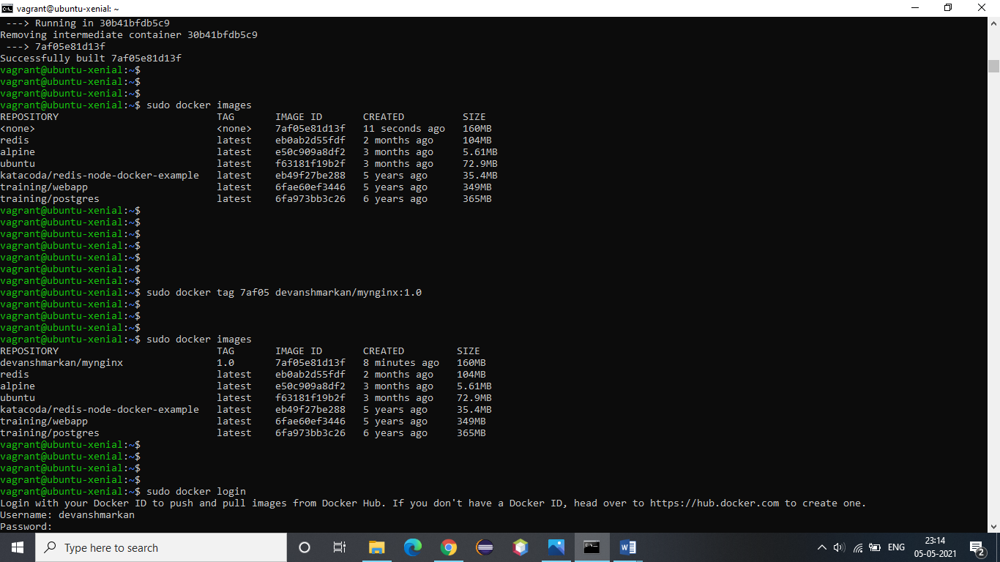 vagrant@ubuntu-xenial: ~
---> Running in 30b41bfdb5c9
Removing intermediate container 30b41bfdb5c9
---> 7af05e81d13f
Successfully built 7af05e81d13f
vagrant@ubuntu-xenial:~$
vagrant@ubuntu-xenial:~$
vagrant@ubuntu-xenial:~$
vagrant@ubuntu-xenial:~$ sudo docker images
REPOSITORY TAG IMAGE ID CREATED SIZE
<none> <none> 7af05e81d13f 11 seconds ago 160MB
redis latest eb0ab2d55fdf 2 months ago 104MB
alpine latest e50c909a8df2 3 months ago 5.61MB
ubuntu latest f63181f19b2f 3 months ago 72.9MB
katacoda/redis-node-docker-example latest eb49f27be288 5 years ago 35.4MB
training/webapp latest 6fae60ef3446 5 years ago 349MB
training/postgres latest 6fa973bb3c26 6 years ago 365MB
vagrant@ubuntu-xenial:~$
vagrant@ubuntu-xenial:~$
vagrant@ubuntu-xenial:~$
vagrant@ubuntu-xenial:~$
vagrant@ubuntu-xenial:~$
vagrant@ubuntu-xenial:~$
vagrant@ubuntu-xenial:~$
vagrant@ubuntu-xenial:~$ sudo docker tag 7af05 devanshmarkan/mynginx:1.0
vagrant@ubuntu-xenial:~$
vagrant@ubuntu-xenial:~$
vagrant@ubuntu-xenial:~$
vagrant@ubuntu-xenial:~$ sudo docker images
REPOSITORY TAG IMAGE ID CREATED SIZE
devanshmarkan/mynginx 1.0 7af05e81d13f 8 minutes ago 160MB
redis latest eb0ab2d55fdf 2 months ago 104MB
alpine latest e50c909a8df2 3 months ago 5.61MB
ubuntu latest f63181f19b2f 3 months ago 72.9MB
katacoda/redis-node-docker-example latest eb49f27be288 5 years ago 35.4MB
training/webapp latest 6fae60ef3446 5 years ago 349MB
training/postgres latest 6fa973bb3c26 6 years ago 365MB
vagrant@ubuntu-xenial:~$
vagrant@ubuntu-xenial:~$
vagrant@ubuntu-xenial:~$
vagrant@ubuntu-xenial:~$
vagrant@ubuntu-xenial:~$ sudo docker login
Login with your Docker ID to push and pull images from Docker Hub. If you don't have a Docker ID, head over to https://hub.docker.com to create one.
Username: devanshmarkan
Password:
Type here to search
ENG
23:14
05-05-2021
2